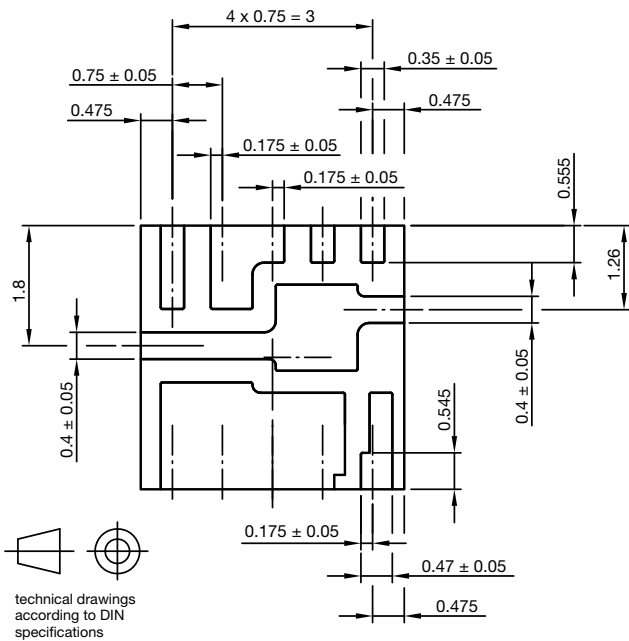 4 x 0.75 = 3
0.35 ± 0.05
0.75 ± 0.05
0.475
0.475
0.175 ± 0.05
0.175 ± 0.05
0.555
1.8
1.26
0.4 ± 0.05
0.4 ± 0.05
0.545
0.175 ± 0.05
0.47 ± 0.05
0.475
technical drawings
according to DIN
specifications